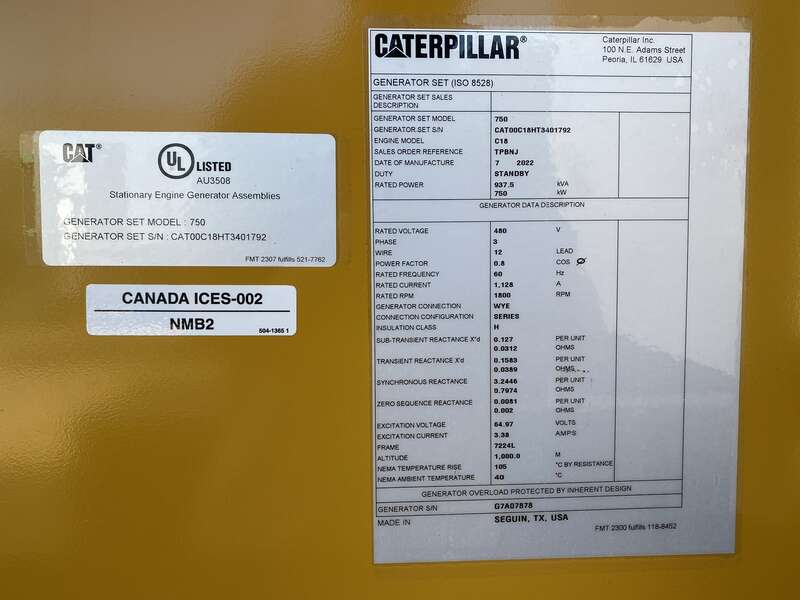 CAT®
UL LISTED
AU3508
Stationary Engine Generator Assemblies
GENERATOR SET MODEL : 750
GENERATOR SET S/N : CAT00C18HT3401792
FMT 2307 fulfills 521-7762
CANADA ICES-002
NMB2
504-1365 1
CATERPILLAR®
Caterpillar Inc.
100 N.E. Adams Street
Peoria, IL 61629 USA
GENERATOR SET (ISO 8528)
GENERATOR SET SALES
DESCRIPTION
GENERATOR SET MODEL 750
GENERATOR SET S/N CAT00C18HT3401792
ENGINE MODEL C18
SALES ORDER REFERENCE TPBNJ
DATE OF MANUFACTURE 7 2022
DUTY STANDBY
RATED POWER 937.5 kVA
750 kW
GENERATOR DATA DESCRIPTION
RATED VOLTAGE 480 V
PHASE 3
WIRE 12 LEAD
POWER FACTOR 0.8 COS Ø
RATED FREQUENCY 60 Hz
RATED CURRENT 1,128 A
RATED RPM 1800 RPM
GENERATOR CONNECTION WYE
CONNECTION CONFIGURATION SERIES
INSULATION CLASS H
SUB-TRANSIENT REACTANCE X"d 0.127 PER UNIT
0.0312 OHMS
TRANSIENT REACTANCE X'd 0.1583 PER UNIT
0.0389 OHMS
SYNCHRONOUS REACTANCE 3.2446 PER UNIT
0.7974 OHMS
ZERO SEQUENCE REACTANCE 0.0081 PER UNIT
0.002 OHMS
EXCITATION VOLTAGE 64.97 VOLTS
EXCITATION CURRENT 3.38 AMPS
FRAME 7224L
ALTITUDE 1,000.0 M
NEMA TEMPERATURE RISE 105 °C BY RESISTANCE
NEMA AMBIENT TEMPERATURE 40 °C
GENERATOR OVERLOAD PROTECTED BY INHERENT DESIGN
GENERATOR S/N G7A07878
MADE IN SEGUIN, TX, USA
FMT 2300 fulfills 118-8452